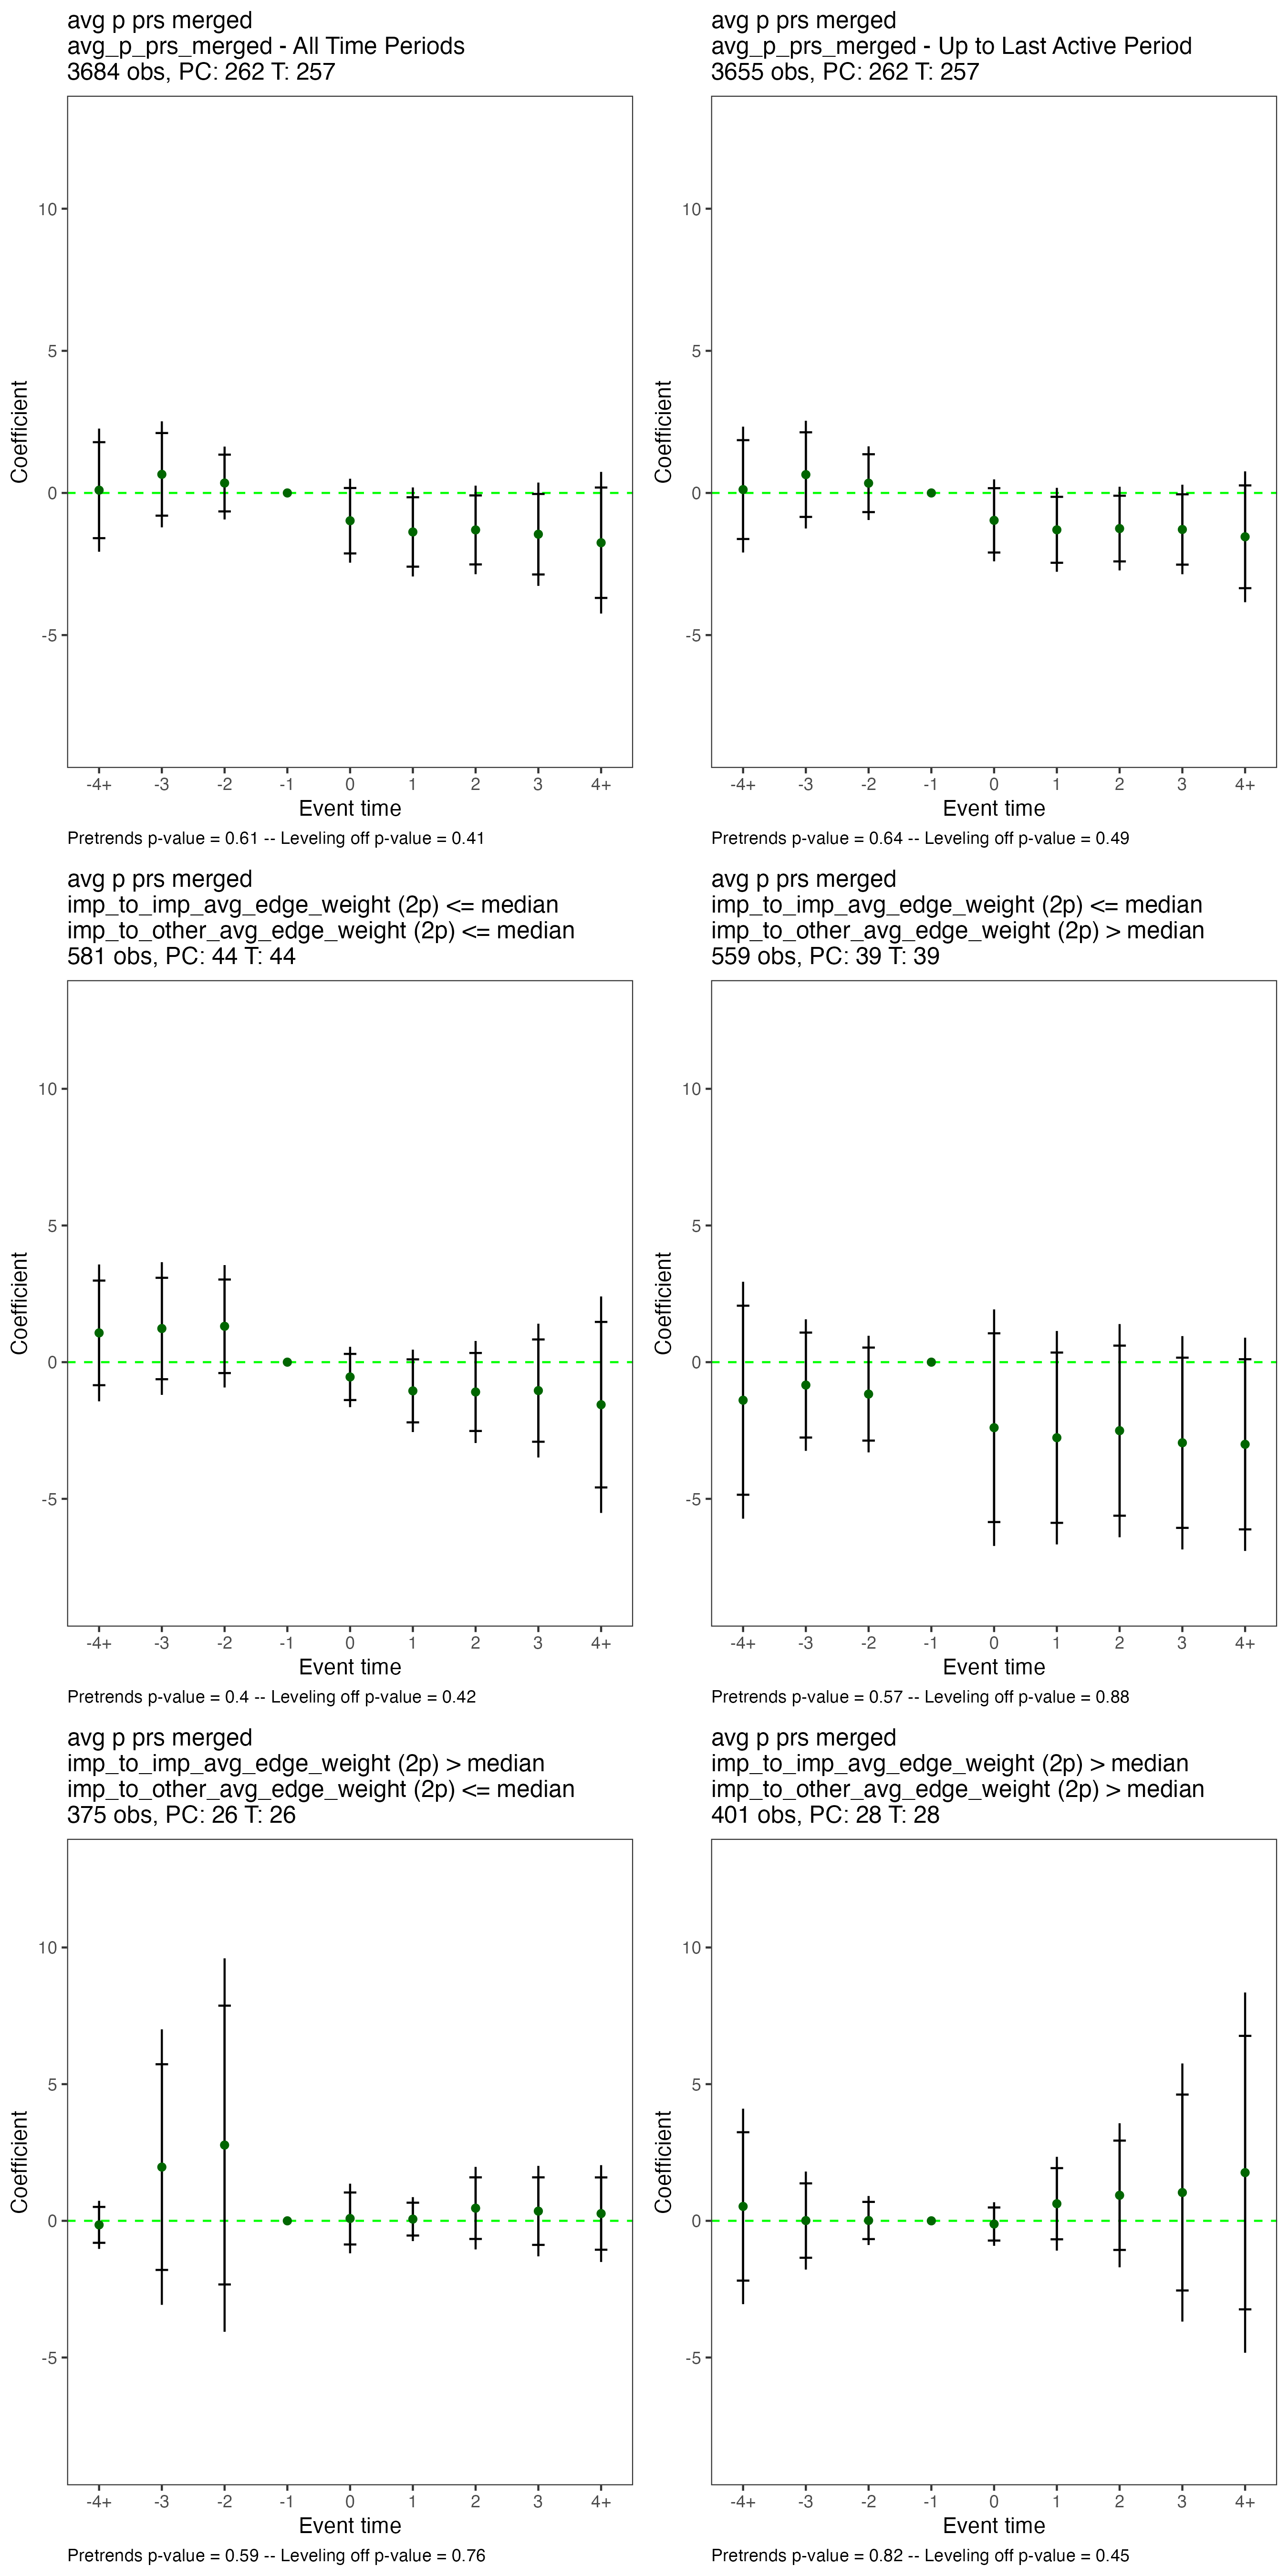 avg p prs merged
avg_p_prs_merged - All Time Periods
3684 obs, PC: 262 T: 257
10
5
0
-5
Coefficient
-4+ -3 -2 -1 0 1 2 3 4+
Event time
Pretrends p-value = 0.61 -- Leveling off p-value = 0.41
avg p prs merged
avg_p_prs_merged - Up to Last Active Period
3655 obs, PC: 262 T: 257
10
5
0
-5
Coefficient
-4+ -3 -2 -1 0 1 2 3 4+
Event time
Pretrends p-value = 0.64 -- Leveling off p-value = 0.49
avg p prs merged
imp_to_imp_avg_edge_weight (2p) <= median
imp_to_other_avg_edge_weight (2p) <= median
581 obs, PC: 44 T: 44
10
5
0
-5
Coefficient
-4+ -3 -2 -1 0 1 2 3 4+
Event time
Pretrends p-value = 0.4 -- Leveling off p-value = 0.42
avg p prs merged
imp_to_imp_avg_edge_weight (2p) <= median
imp_to_other_avg_edge_weight (2p) > median
559 obs, PC: 39 T: 39
10
5
0
-5
Coefficient
-4+ -3 -2 -1 0 1 2 3 4+
Event time
Pretrends p-value = 0.57 -- Leveling off p-value = 0.88
avg p prs merged
imp_to_imp_avg_edge_weight (2p) > median
imp_to_other_avg_edge_weight (2p) <= median
375 obs, PC: 26 T: 26
10
5
0
-5
Coefficient
-4+ -3 -2 -1 0 1 2 3 4+
Event time
Pretrends p-value = 0.59 -- Leveling off p-value = 0.76
avg p prs merged
imp_to_imp_avg_edge_weight (2p) > median
imp_to_other_avg_edge_weight (2p) > median
401 obs, PC: 28 T: 28
10
5
0
-5
Coefficient
-4+ -3 -2 -1 0 1 2 3 4+
Event time
Pretrends p-value = 0.82 -- Leveling off p-value = 0.45